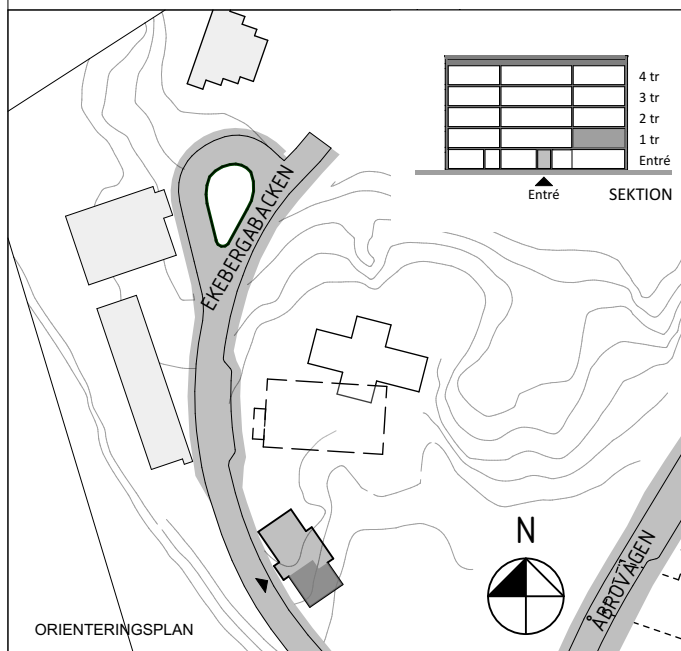 4 tr
3 tr
2 tr
1 tr
Entré
Entré
SEKTION
EKEBERGABACKEN
N
ÅBROVÄGEN
ORIENTERINGSPLAN